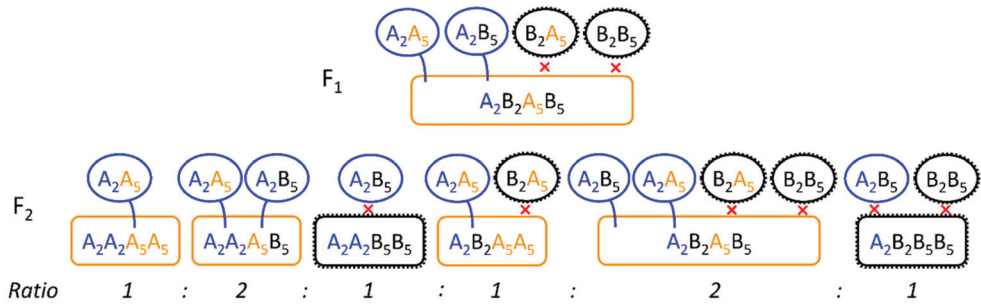 A₂A₅ A₂B₅ B₂A₅ B₂B₅
F₁
A₂B₂A₅B₅
A₂A₅ A₂A₅ A₂B₅ A₂B₅ A₂A₅ B₂A₅ A₂B₅ A₂A₅ B₂A₅ B₂B₅ A₂B₅ B₂B₅
F₂
A₂A₂A₅A₅ A₂A₂A₅B₅ A₂A₂B₅B₅ A₂B₂A₅A₅ A₂B₂A₅B₅ A₂B₂B₅B₅
Ratio 1 : 2 : 1 : 1 : 2 : 1